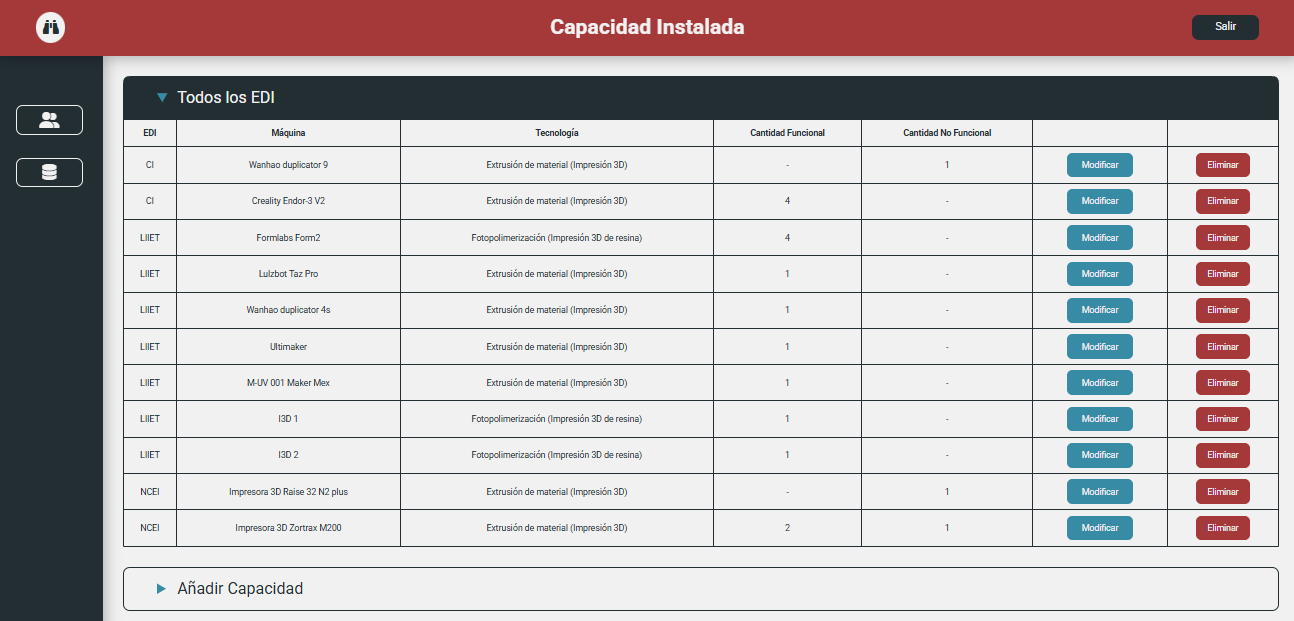 Capacidad Instalada
Salir
Todos los EDI
EDI Máquina Tecnología Cantidad Funcional Cantidad No Funcional
CI Wanhao duplicator 9 Extrusión de material (Impresión 3D) - 1 Modificar Eliminar
CI Creality Endor-3 V2 Extrusión de material (Impresión 3D) 4 - Modificar Eliminar
LIIET Formlabs Form2 Fotopolimerización (Impresión 3D de resina) 4 - Modificar Eliminar
LIIET Lulzbot Taz Pro Extrusión de material (Impresión 3D) 1 - Modificar Eliminar
LIIET Wanhao duplicator 4s Extrusión de material (Impresión 3D) 1 - Modificar Eliminar
LIIET Ultimaker Extrusión de material (Impresión 3D) 1 - Modificar Eliminar
LIIET M-UV 001 Maker Mex Extrusión de material (Impresión 3D) 1 - Modificar Eliminar
LIIET I3D 1 Fotopolimerización (Impresión 3D de resina) 1 - Modificar Eliminar
LIIET I3D 2 Fotopolimerización (Impresión 3D de resina) 1 - Modificar Eliminar
NCEI Impresora 3D Raise 32 N2 plus Extrusión de material (Impresión 3D) - 1 Modificar Eliminar
NCEI Impresora 3D Zortrax M200 Extrusión de material (Impresión 3D) 2 1 Modificar Eliminar
Añadir Capacidad